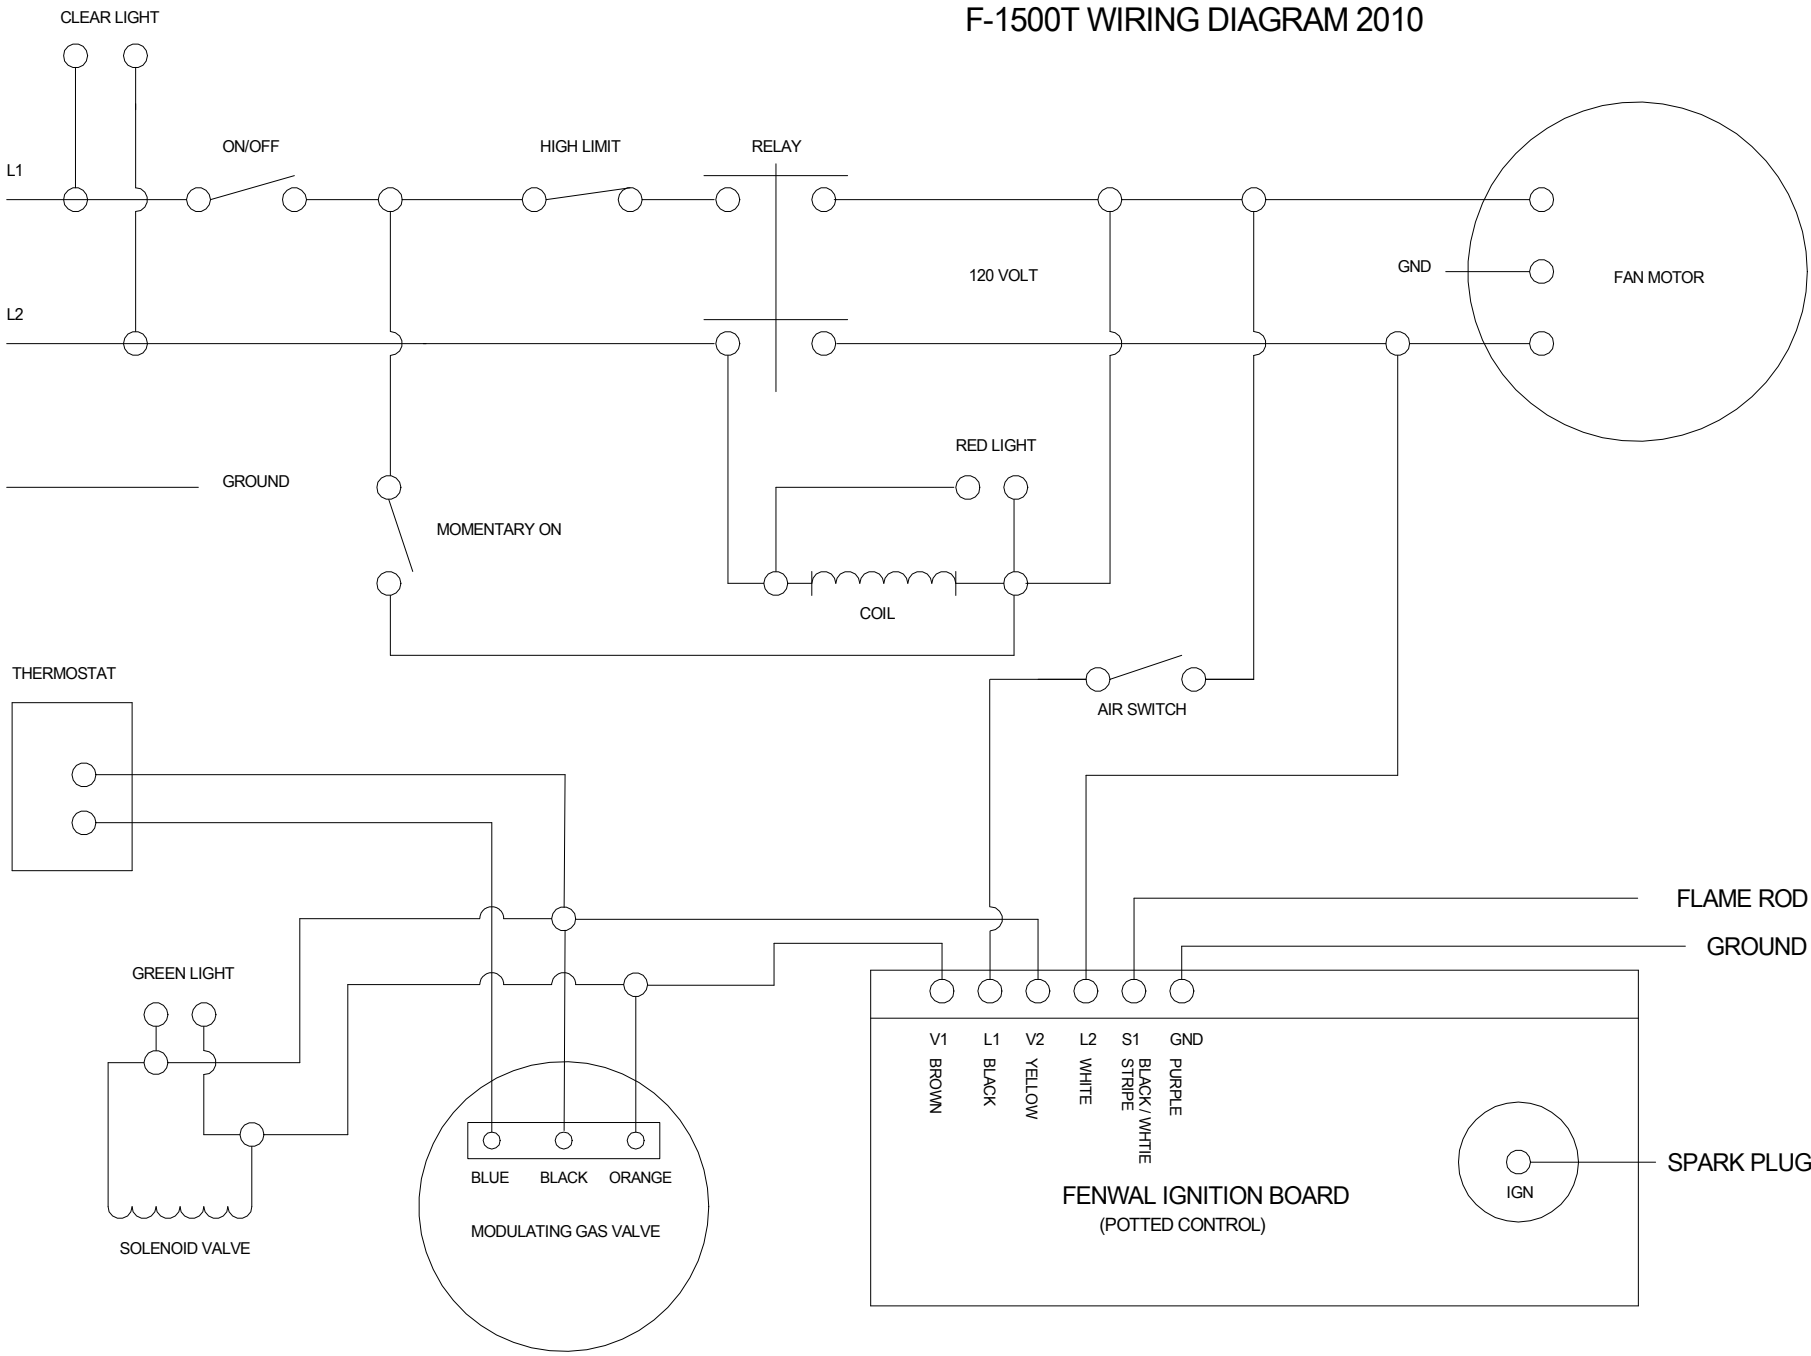 F-1500T WIRING DIAGRAM 2010
CLEAR LIGHT
ON/OFF
HIGH LIMIT
RELAY
L1
120 VOLT
GND
FAN MOTOR
L2
RED LIGHT
GROUND
MOMENTARY ON
COIL
THERMOSTAT
AIR SWITCH
FLAME ROD
GROUND
GREEN LIGHT
V1
L1
V2
L2
S1
GND
BROWN
BLACK
YELLOW
WHITE
BLACK / WHTIE
STRIPE
PURPLE
BLUE
BLACK
ORANGE
MODULATING GAS VALVE
SOLENOID VALVE
FENWAL IGNITION BOARD
(POTTED CONTROL)
IGN
SPARK PLUG